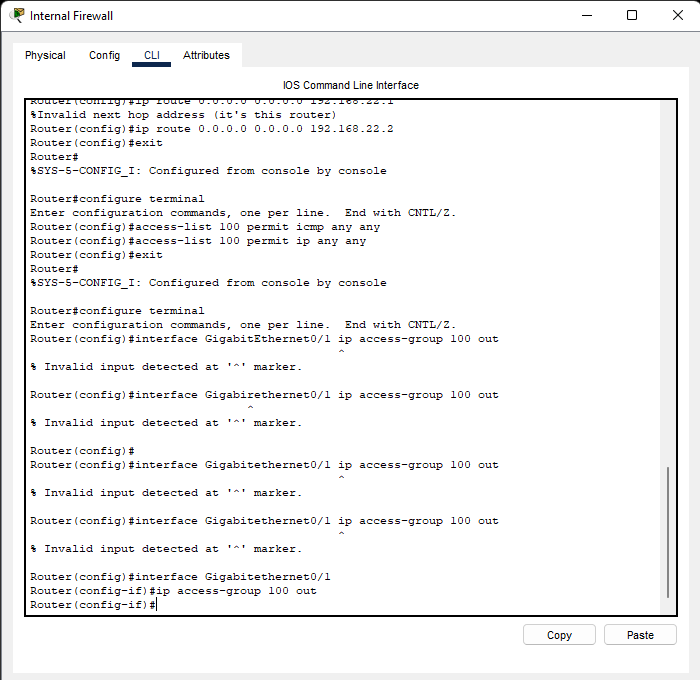 Internal Firewall
Physical Config CLI Attributes
IOS Command Line Interface
Router(config)#ip route 0.0.0.0 0.0.0.0 192.168.22.1
%Invalid next hop address (it's this router)
Router(config)#ip route 0.0.0.0 0.0.0.0 192.168.22.2
Router(config)#exit
Router#
%SYS-5-CONFIG_I: Configured from console by console
Router#configure terminal
Enter configuration commands, one per line.  End with CNTL/Z.
Router(config)#access-list 100 permit icmp any any
Router(config)#access-list 100 permit ip any any
Router(config)#exit
Router#
%SYS-5-CONFIG_I: Configured from console by console
Router#configure terminal
Enter configuration commands, one per line.  End with CNTL/Z.
Router(config)#interface GigabitEthernet0/1 ip access-group 100 out
^
% Invalid input detected at '^' marker.
Router(config)#interface Gigabirethernet0/1 ip access-group 100 out
^
% Invalid input detected at '^' marker.
Router(config)#
Router(config)#interface Gigabitethernet0/1 ip access-group 100 out
^
% Invalid input detected at '^' marker.
Router(config)#interface Gigabitethernet0/1 ip access-group 100 out
^
% Invalid input detected at '^' marker.
Router(config)#interface Gigabitethernet0/1
Router(config-if)#ip access-group 100 out
Router(config-if)#
Copy Paste